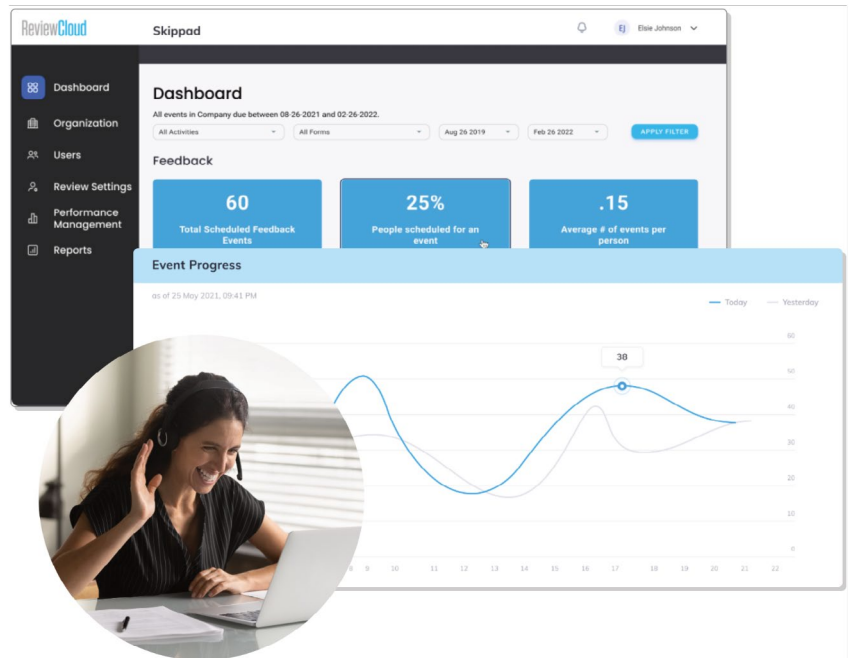 ReviewCloud
Skippad
EJ Elsie Johnson
Dashboard
Organization
Users
Review Settings
Performance
Management
Reports
Dashboard
All events in Company due between 08-26-2021 and 02-26-2022.
All Activities All Forms Aug 26 2019 Feb 26 2022 APPLY FILTER
Feedback
60
Total Scheduled Feedback
Events
25%
People scheduled for an
event
.15
Average # of events per
person
Event Progress
as of 25 May 2021, 09:41 PM
Today Yesterday
38
60
50
40
30
20
10
0
8 9 10 11 12 13 14 15 16 17 18 19 20 21 22